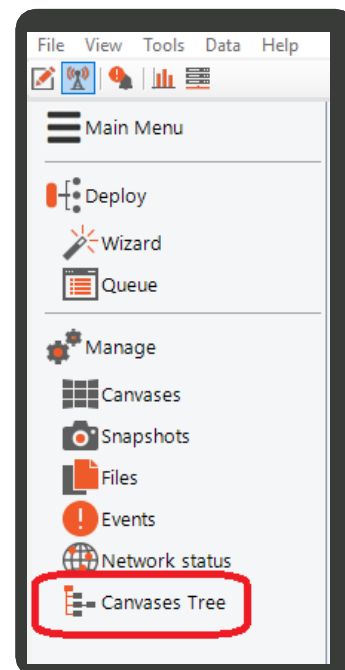 File View Tools Data Help
Main Menu
Deploy
Wizard
Queue
Manage
Canvases
Snapshots
Files
Events
Network status
Canvases Tree